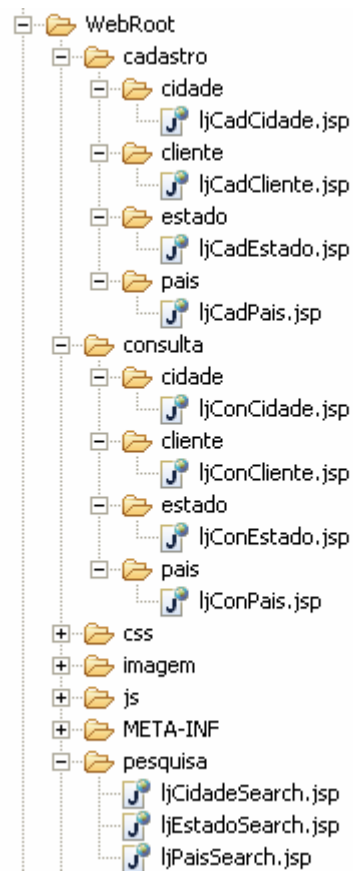 WebRoot
cadastro
cidade
ljCadCidade.jsp
cliente
ljCadCliente.jsp
estado
ljCadEstado.jsp
pais
ljCadPais.jsp
consulta
cidade
ljConCidade.jsp
cliente
ljConCliente.jsp
estado
ljConEstado.jsp
pais
ljConPais.jsp
css
imagem
js
META-INF
pesquisa
ljCidadeSearch.jsp
ljEstadoSearch.jsp
ljPaisSearch.jsp